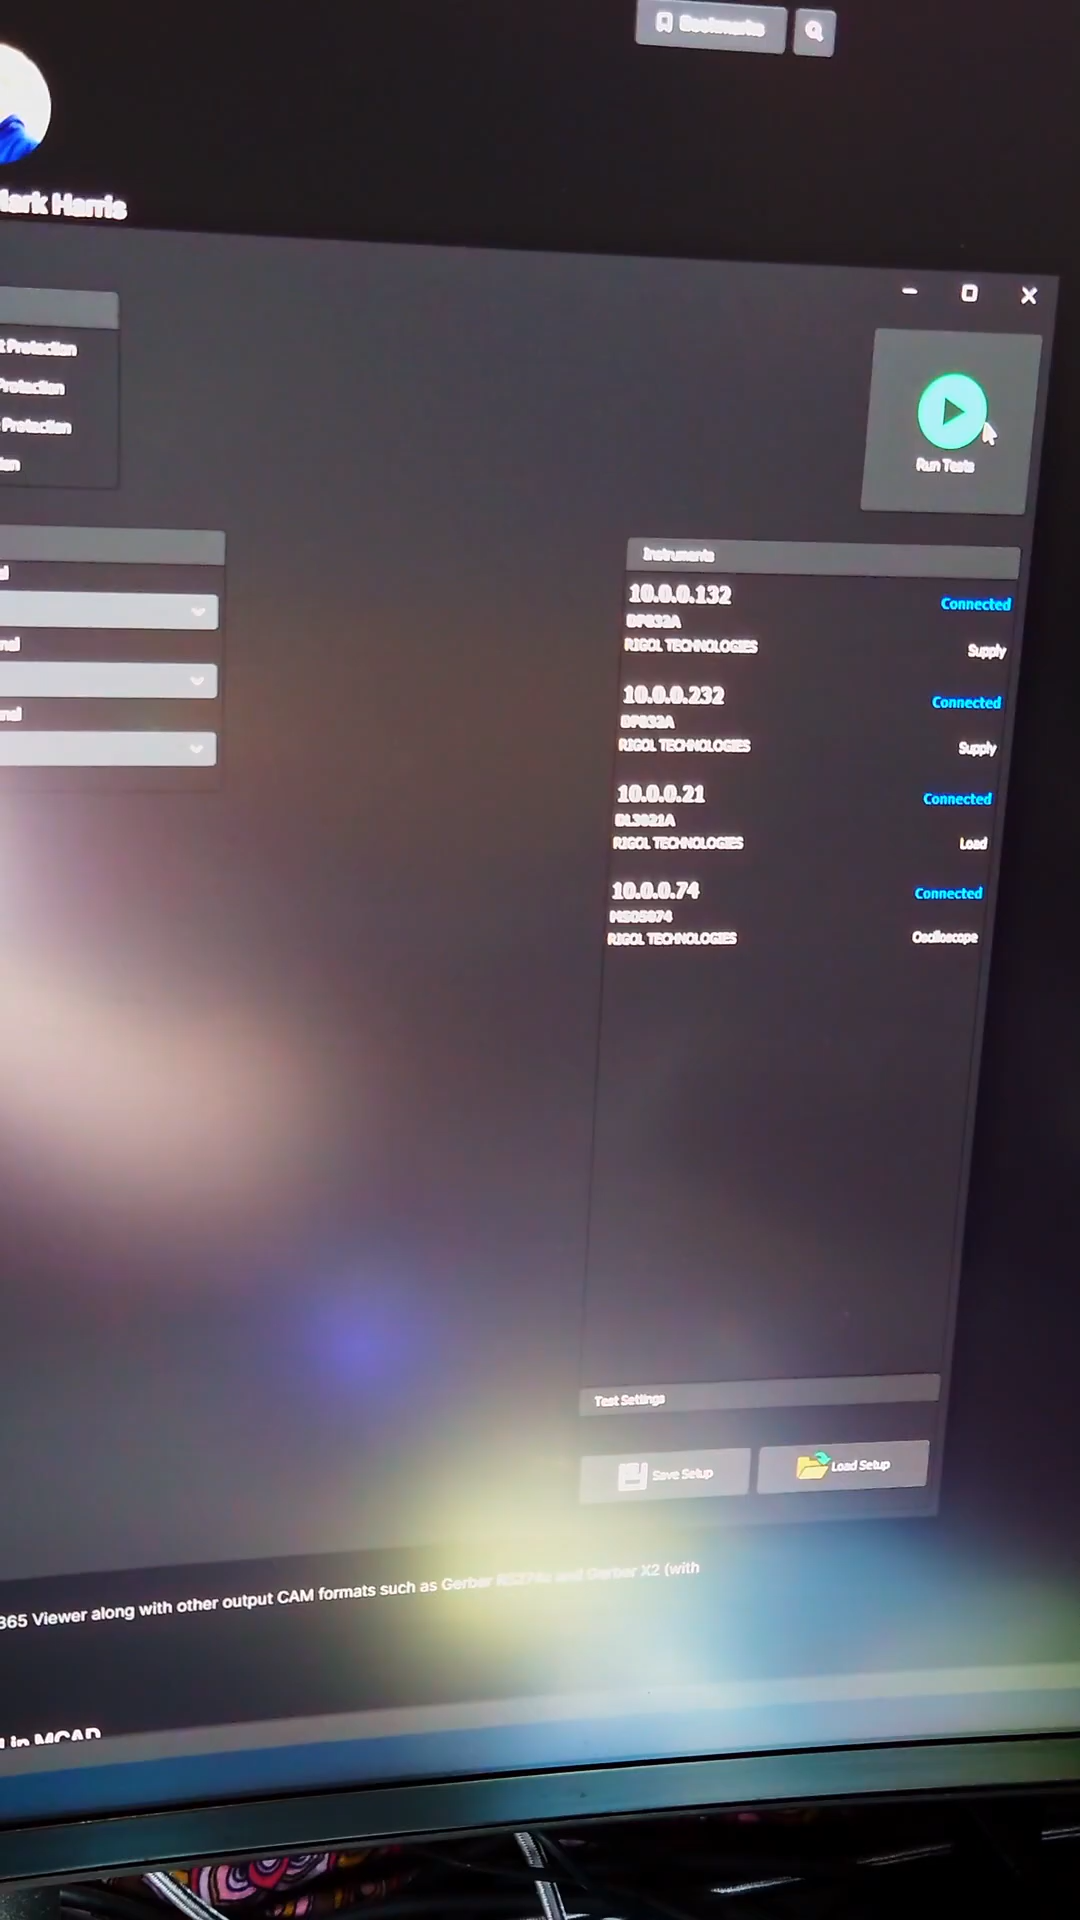 Bookmarks
Mark Harris
t Protection
Protection
Protection
Run Tests
Instruments
10.0.0.132
Connected
DP832A
RIGOL TECHNOLOGIES
Supply
10.0.0.232
Connected
DP832A
RIGOL TECHNOLOGIES
Supply
10.0.0.21
Connected
DL3021A
RIGOL TECHNOLOGIES
Load
10.0.0.74
Connected
MSO5074
RIGOL TECHNOLOGIES
Oscilloscope
Test Settings
Save Setup
Load Setup
365 Viewer along with other output CAM formats such as Gerber RS274x and Gerber X2 (with
in MCAD